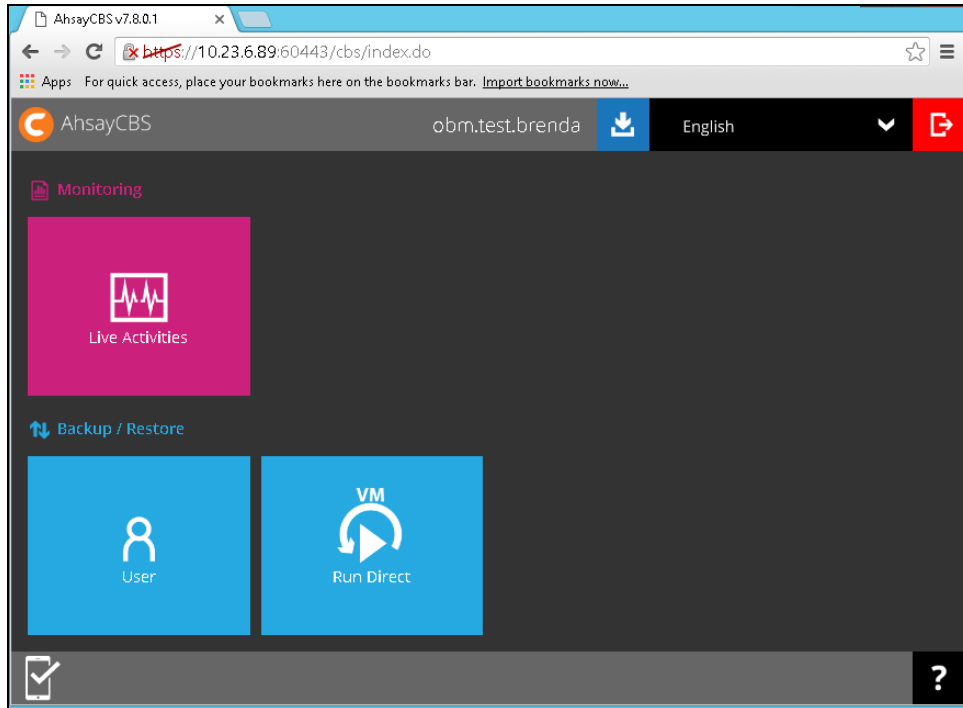 AhsayCBS v7.8.0.1
https://10.23.6.89:60443/cbs/index.do
Apps For quick access, place your bookmarks here on the bookmarks bar. Import bookmarks now...
AhsayCBS obm.test.brenda English
Monitoring
Live Activities
Backup / Restore
VM
User Run Direct
?